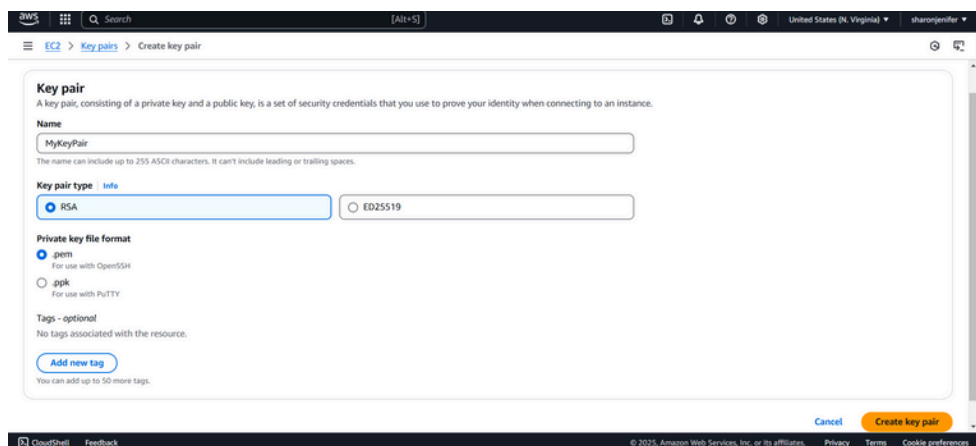 aws Search [Alt+S] United States (N. Virginia) sharonjenifer
EC2 > Key pairs > Create key pair
Key pair
A key pair, consisting of a private key and a public key, is a set of security credentials that you use to prove your identity when connecting to an instance.
Name
MyKeyPair
The name can include up to 255 ASCII characters. It can't include leading or trailing spaces.
Key pair type | Info
RSA ED25519
Private key file format
.pem
For use with OpenSSH
.ppk
For use with PuTTY
Tags - optional
No tags associated with the resource.
Add new tag
You can add up to 50 more tags.
Cancel Create key pair
CloudShell Feedback © 2025, Amazon Web Services, Inc. or its affiliates. Privacy Terms Cookie preferences